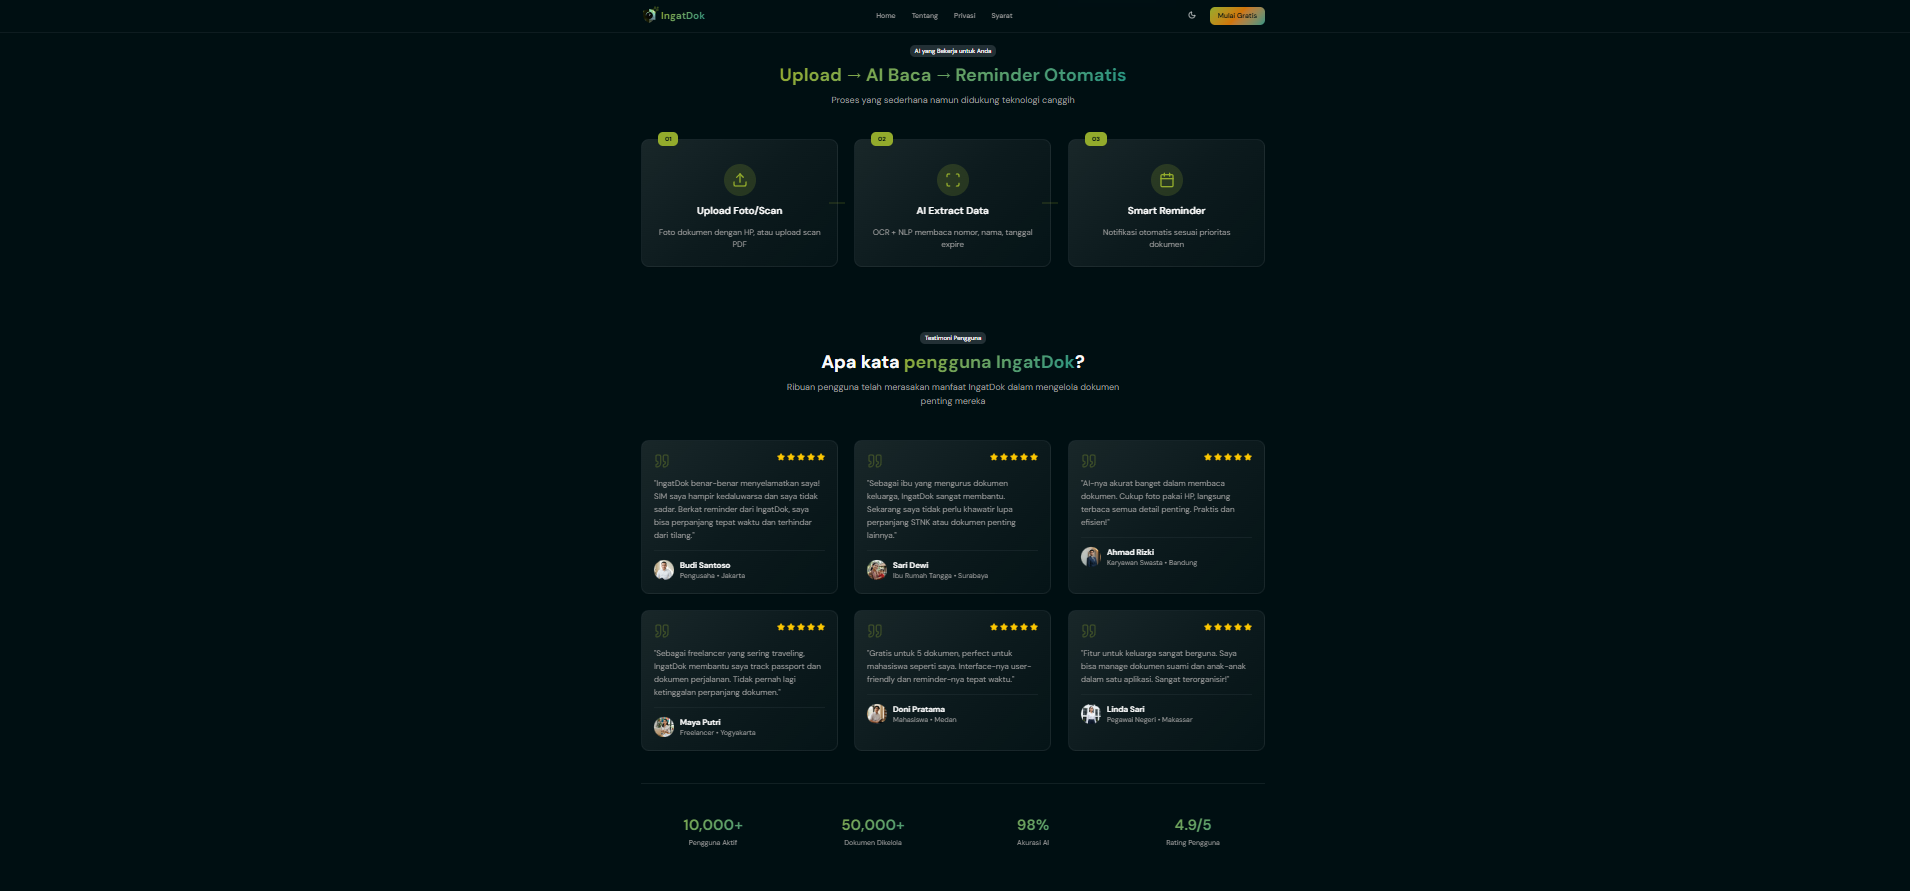 IngatDok
Home
Tentang
Privasi
Syarat
Mulai Gratis
AI yang Bekerja untuk Anda
Upload → AI Baca → Reminder Otomatis
Proses yang sederhana namun didukung teknologi canggih
01
Upload Foto/Scan
Foto dokumen dengan HP, atau upload scan
PDF
02
AI Extract Data
OCR + NLP membaca nomor, nama, tanggal
expire
03
Smart Reminder
Notifikasi otomatis sesuai prioritas
dokumen
Testimoni Pengguna
Apa kata pengguna IngatDok?
Ribuan pengguna telah merasakan manfaat IngatDok dalam mengelola dokumen
penting mereka
"IngatDok benar-benar menyelamatkan saya!
SIM saya hampir kedaluwarsa dan saya tidak
sadar. Berkat reminder dari IngatDok, saya
bisa perpanjang tepat waktu dan terhindar
dari tilang."
Budi Santoso
Pengusaha • Jakarta
"Sebagai ibu yang mengurus dokumen
keluarga, IngatDok sangat membantu.
Sekarang saya tidak perlu khawatir lupa
perpanjang STNK atau dokumen penting
lainnya."
Sari Dewi
Ibu Rumah Tangga • Surabaya
"AI-nya akurat banget dalam membaca
dokumen. Cukup foto pakai HP, langsung
terbaca semua detail penting. Praktis dan
efisien!"
Ahmad Rizki
Karyawan Swasta • Bandung
"Sebagai freelancer yang sering traveling,
IngatDok membantu saya track passport dan
dokumen perjalanan. Tidak pernah lagi
ketinggalan perpanjang dokumen."
Maya Putri
Freelancer • Yogyakarta
"Gratis untuk 5 dokumen, perfect untuk
mahasiswa seperti saya. Interface-nya user-
friendly dan reminder-nya tepat waktu."
Doni Pratama
Mahasiswa • Medan
"Fitur untuk keluarga sangat berguna. Saya
bisa manage dokumen suami dan anak-anak
dalam satu aplikasi. Sangat terorganisir!"
Linda Sari
Pegawai Negeri • Makassar
10,000+
Pengguna Aktif
50,000+
Dokumen Dikelola
98%
Akurasi AI
4.9/5
Rating Pengguna